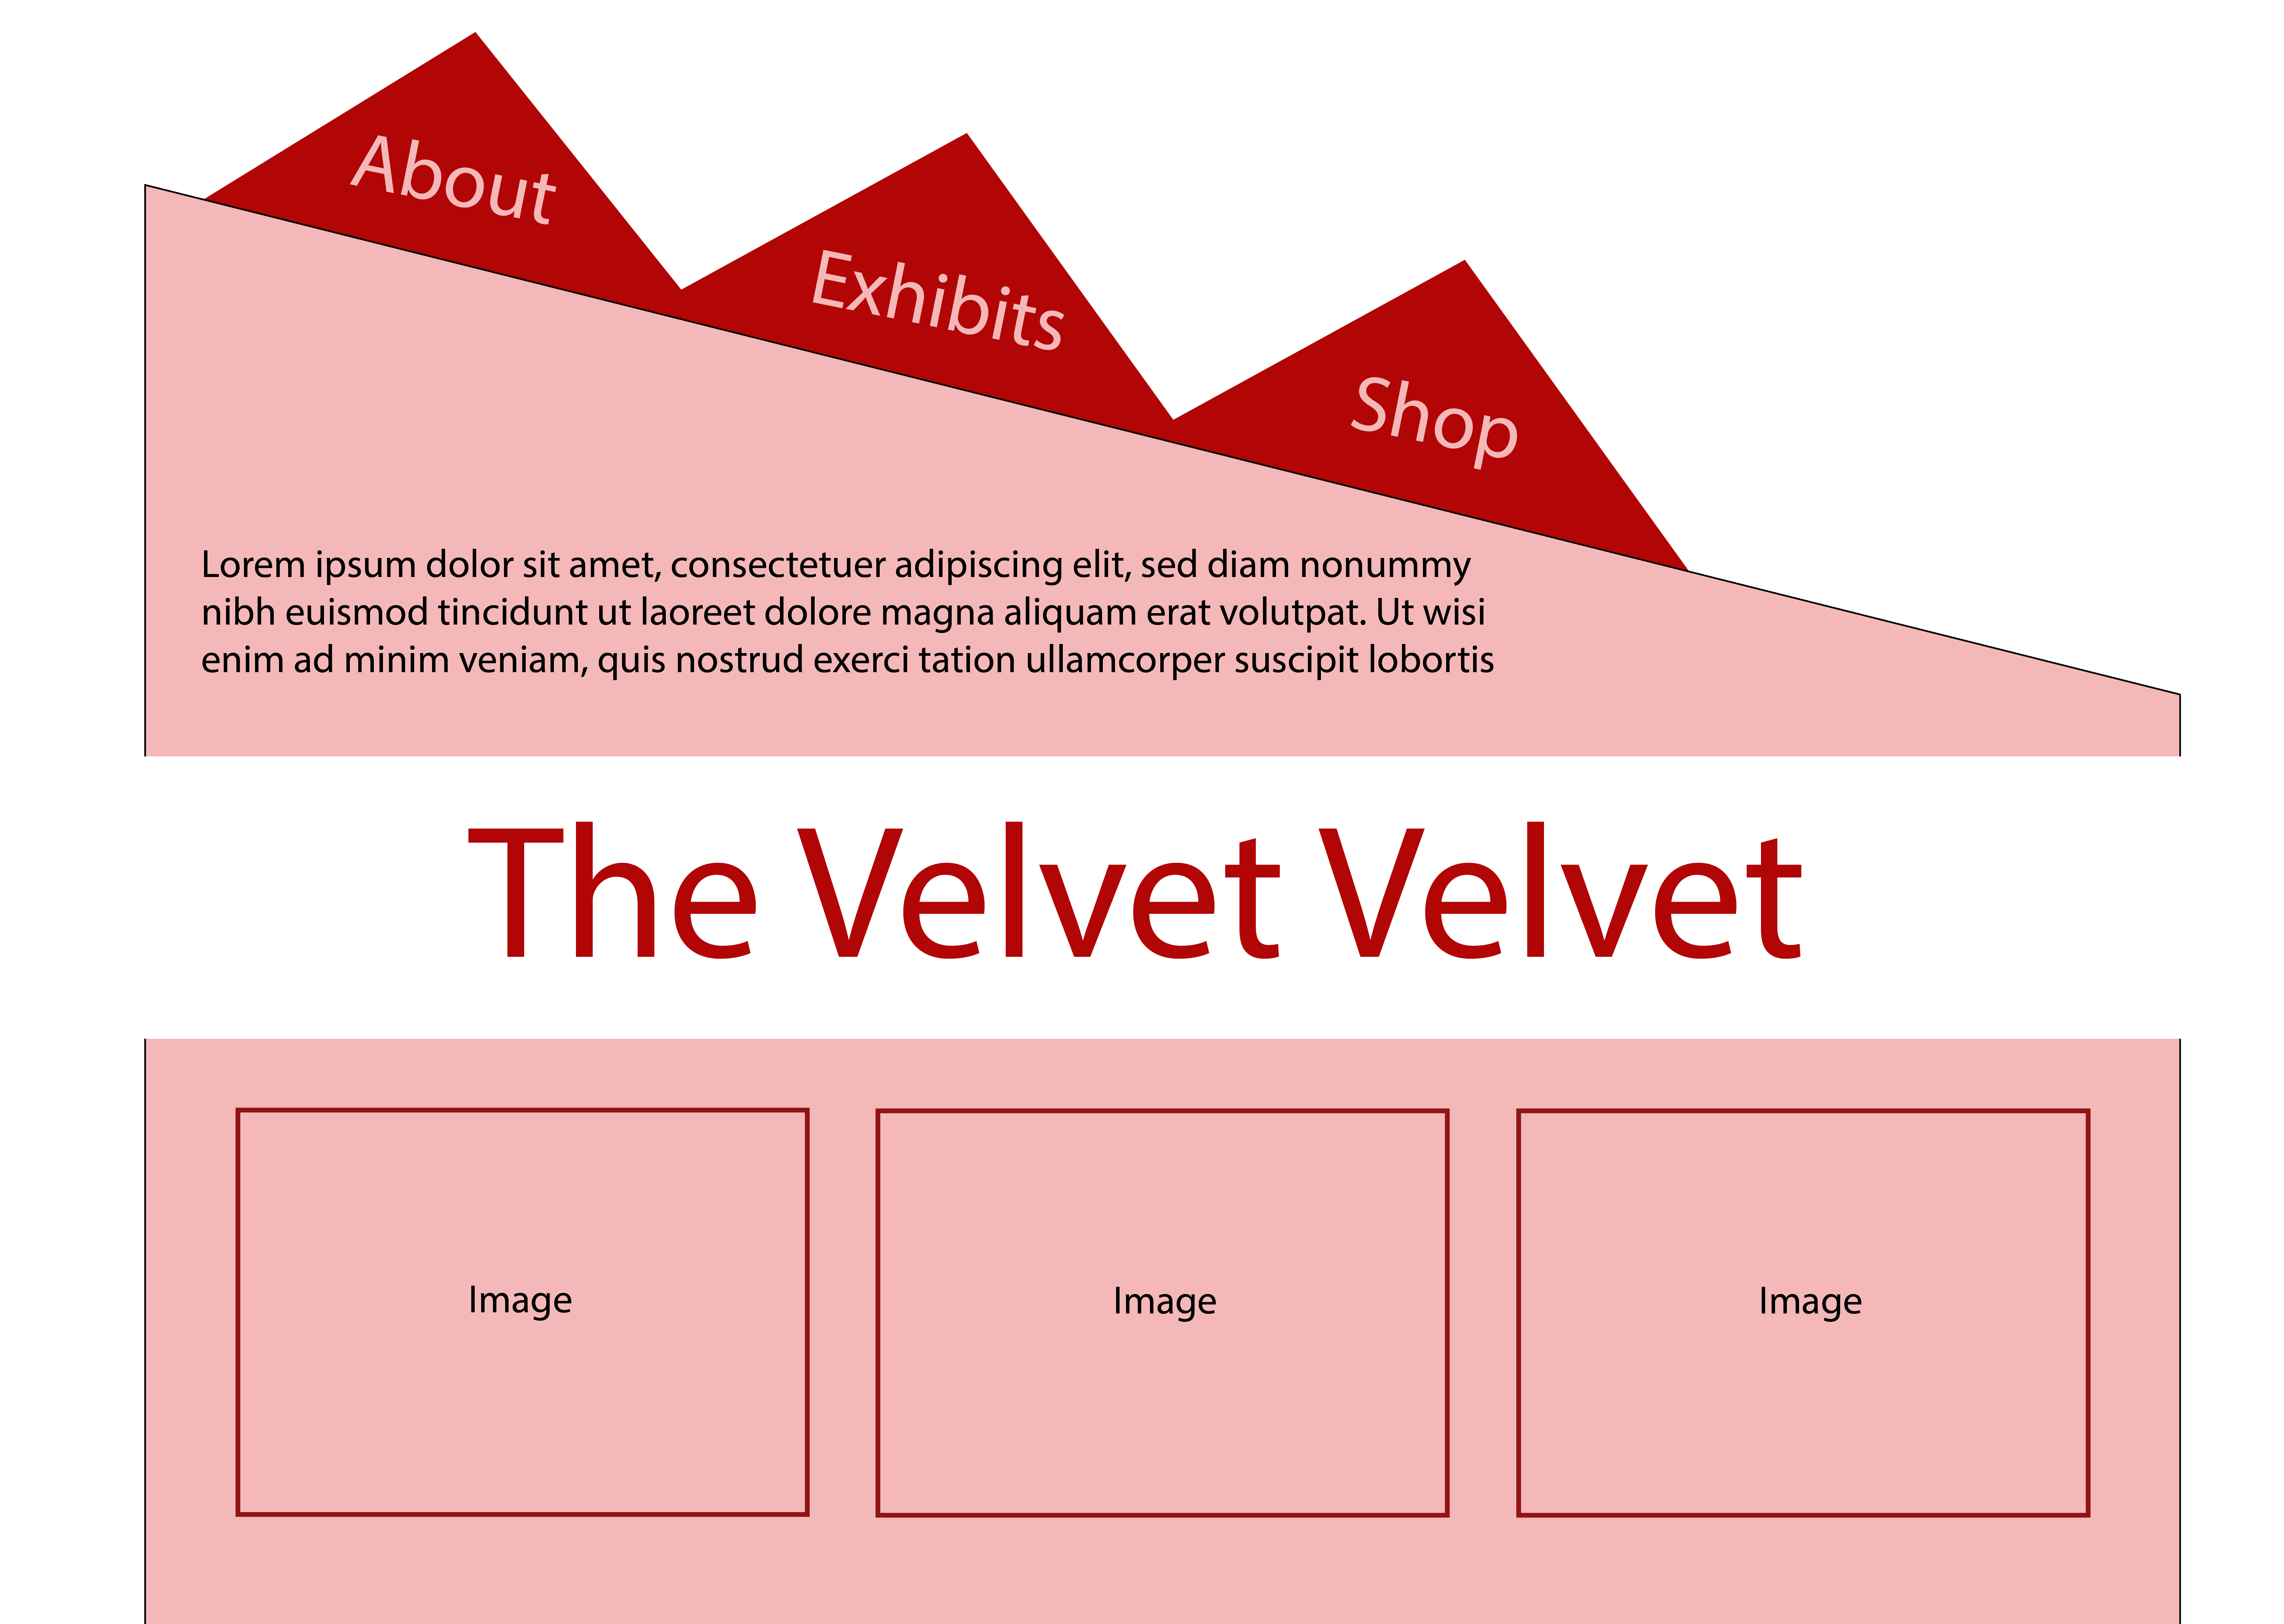 About
Exhibits
Shop
Lorem ipsum dolor sit amet, consectetuer adipiscing elit, sed diam nonummy
nibh euismod tincidunt ut laoreet dolore magna aliquam erat volutpat. Ut wisi
enim ad minim veniam, quis nostrud exerci tation ullamcorper suscipit lobortis
The Velvet Velvet
Image
Image
Image